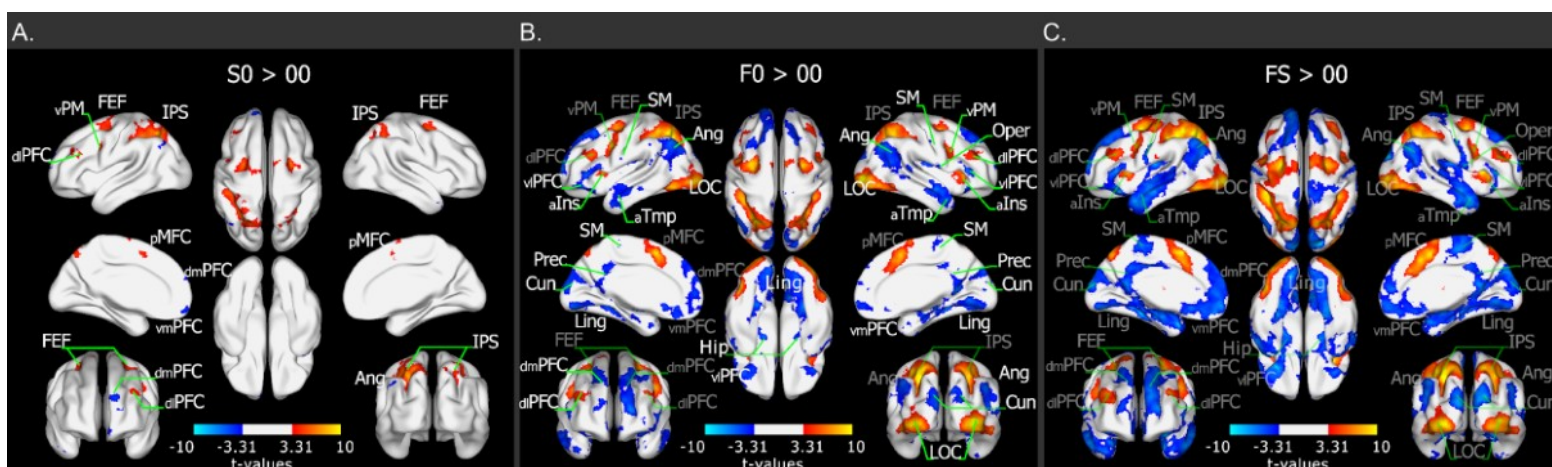 A.
S0 > 00
vPM FEF IPS
dlPFC
IPS FEF
pMFC
dmPFC
vmPFC
pMFC
FEF
dmPFC
dlPFC
IPS
Ang
-10 -3.31 3.31 10
t-values
B.
F0 > 00
vPM FEF SM IPS
Ang
dlPFC
vlPFC
aIns
aTmp
LOC
IPS SM FEF vPM
Ang Oper
dlPFC
vlPFC
LOC aIns
aTmp
SM pMFC
Prec
Cun
dmPFC
Ling
Ling
SM
Prec
Cun
vmPFC Ling
Hip
vlPFC
FEF
dmPFC
dlPFC
IPS
Ang Ang
Cun
LOC
-10 -3.31 3.31 10
t-values
C.
FS > 00
vPM FEF SM IPS
Ang
dlPFC
vlPFC
aIns
aTmp
LOC
IPS SM FEF vPM
Ang Oper
dlPFC
vlPFC
LOC aIns
aTmp
SM pMFC
Prec
Cun
dmPFC
Ling
vmPFC
Ling
SM
Prec
Cun
vmPFC Ling
Hip
vlPFC
FEF
dmPFC
dlPFC
IPS
Ang Ang
Cun
LOC
-10 -3.31 3.31 10
t-values